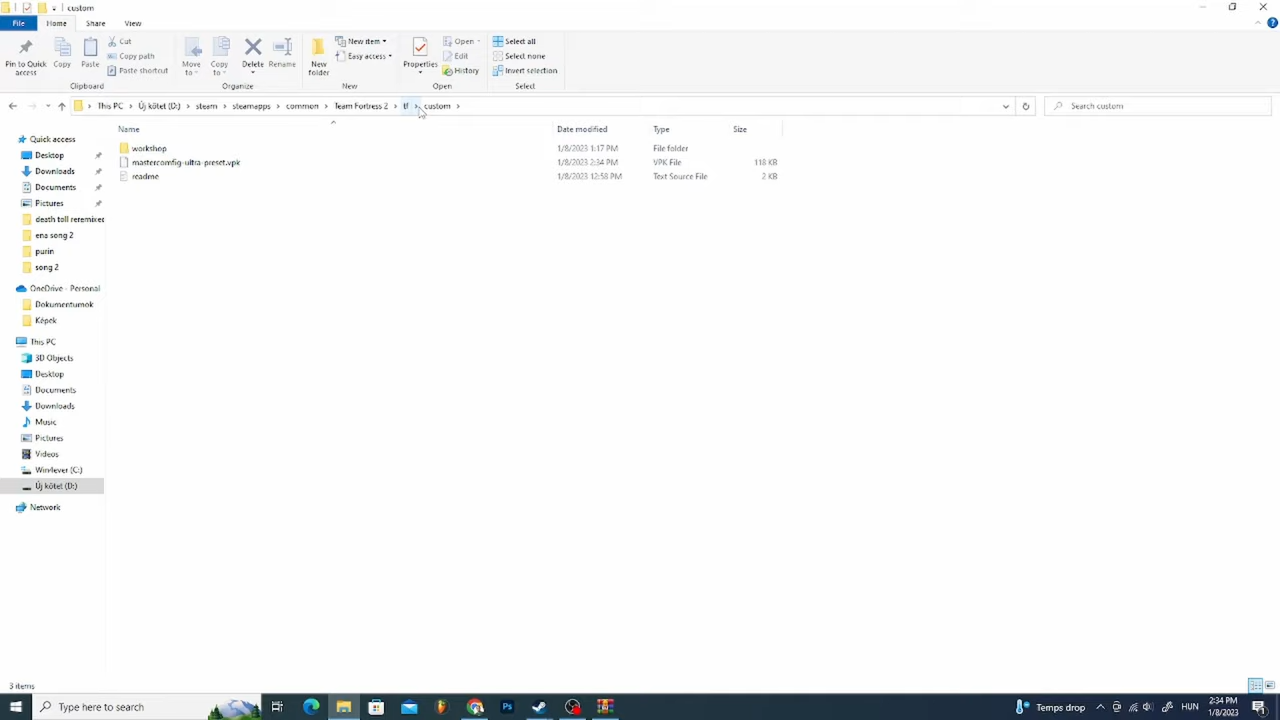 custom
File Home Share View
Pin to Quick access
Copy
Paste
Cut
Copy path
Paste shortcut
Clipboard
Move to
Copy to
Delete
Rename
Organize
New folder
New item
Easy access
New
Properties
Open
Edit
History
Open
Select all
Select none
Invert selection
Select
This PC Új kötet (D:) steam steamapps common Team Fortress 2 tf custom
Search custom
Name Date modified Type Size
workshop 1/8/2023 1:17 PM File folder
mastercomfig-ultra-preset.vpk 1/8/2023 2:34 PM VPK File 118 KB
readme 1/8/2023 12:58 PM Text Source File 2 KB
Quick access
Desktop
Downloads
Documents
Pictures
death toll reremixed
ena song 2
purin
song 2
OneDrive - Personal
Dokumentumok
Képek
This PC
3D Objects
Desktop
Documents
Downloads
Music
Pictures
Videos
Win4ever (C:)
Új kötet (D:)
Network
3 items
Type here to search
Temps drop
HUN
2:34 PM
1/8/2023